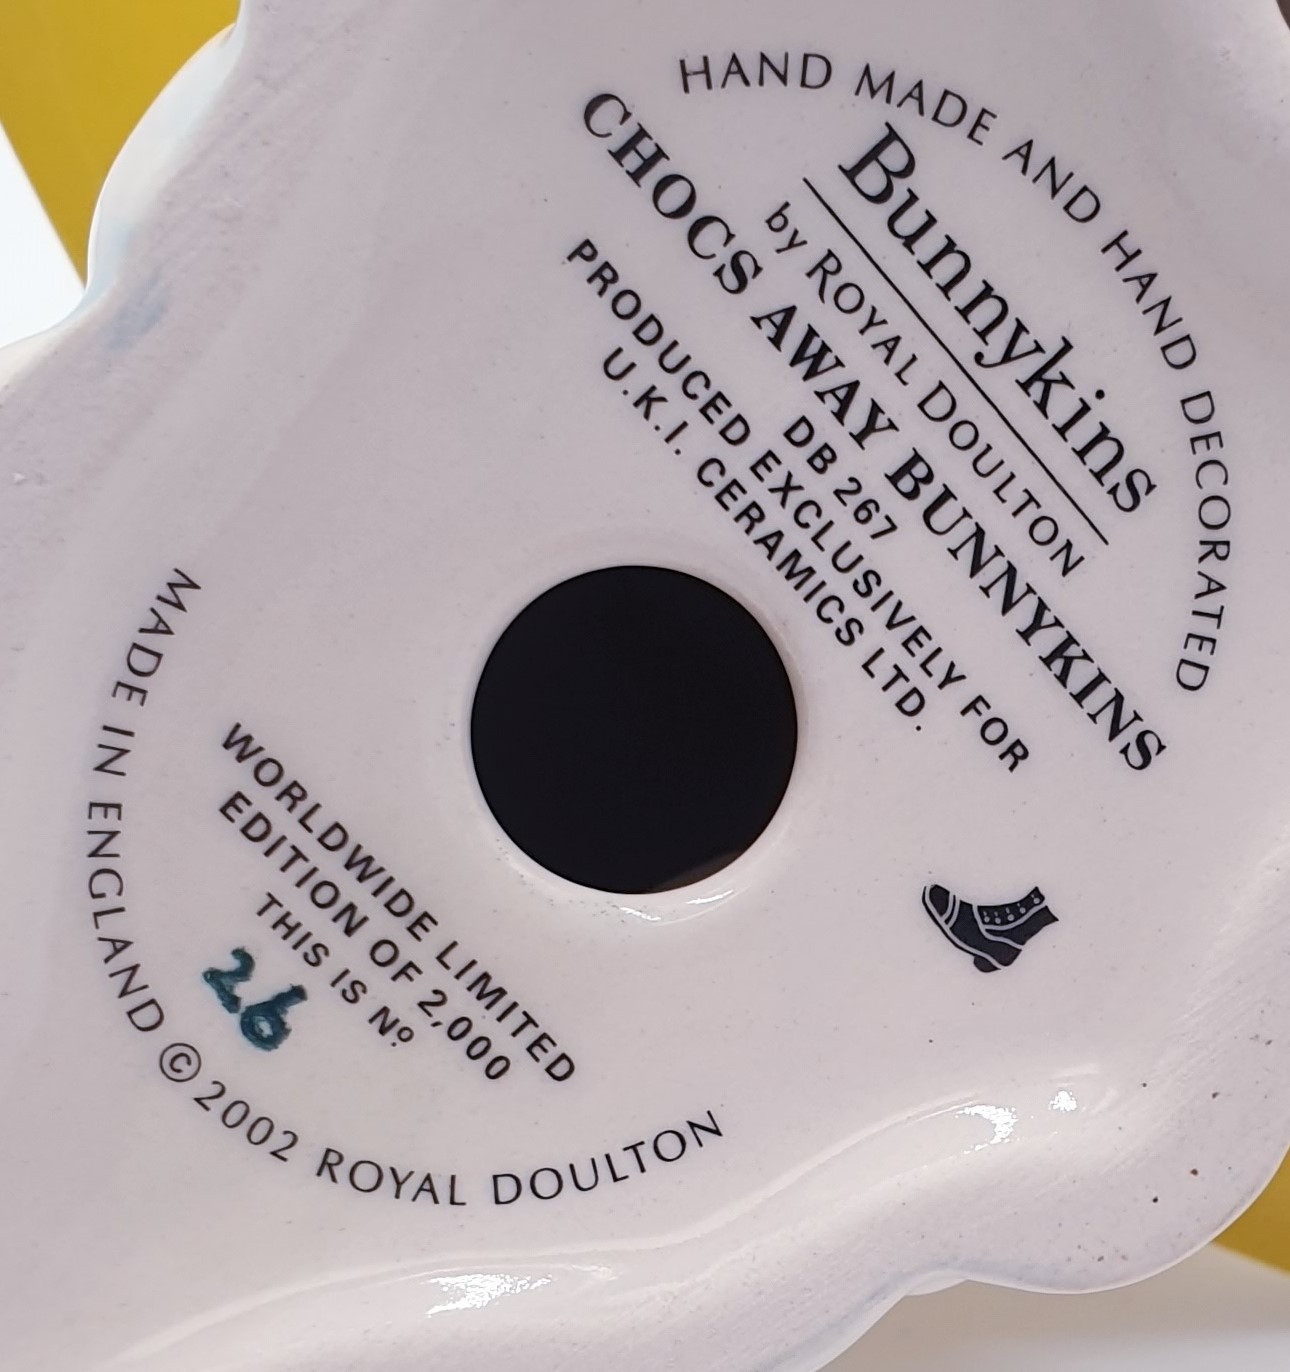 HAND MADE AND HAND DECORATED
Bunnykins
by ROYAL DOULTON
CHOCS AWAY BUNNYKINS
DB 267
PRODUCED EXCLUSIVELY FOR
U.K.I. CERAMICS LTD.
WORLDWIDE LIMITED
EDITION OF 2,000
THIS IS Nº
26
MADE IN ENGLAND © 2002 ROYAL DOULTON